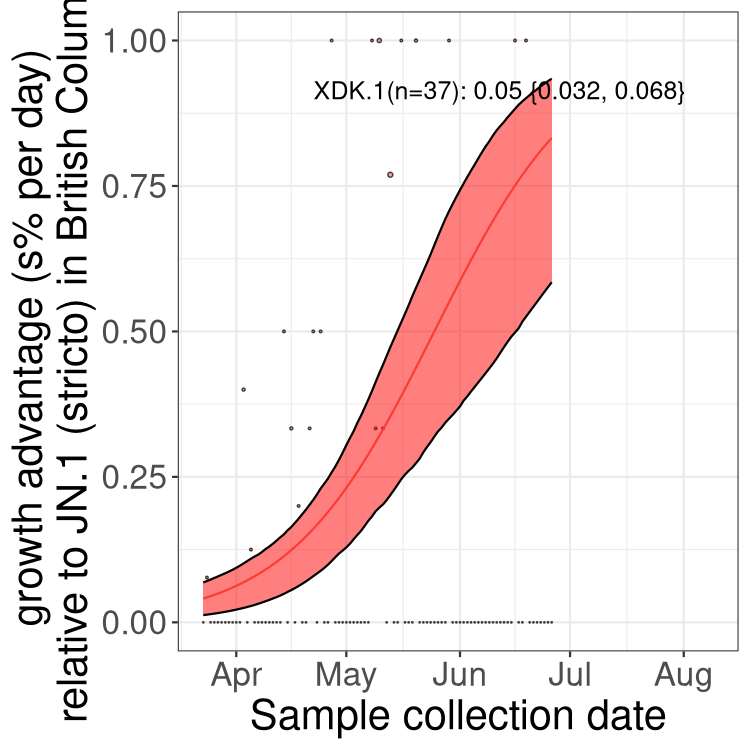 growth advantage (s% per day)
relative to JN.1 (stricto) in British Colum
1.00
0.75
0.50
0.25
0.00
XDK.1(n=37): 0.05 {0.032, 0.068}
Apr May Jun Jul Aug
Sample collection date